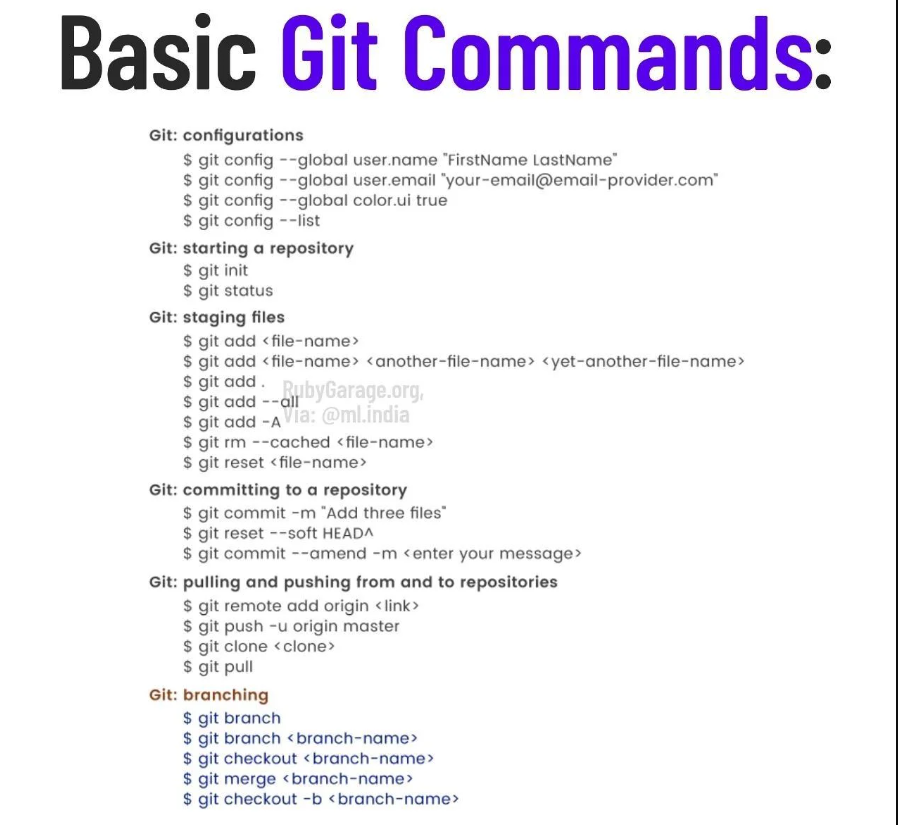 Basic Git Commands:
Git: configurations
$ git config --global user.name "FirstName LastName"
$ git config --global user.email "your-email@email-provider.com"
$ git config --global color.ui true
$ git config --list
Git: starting a repository
$ git init
$ git status
Git: staging files
$ git add <file-name>
$ git add <file-name> <another-file-name> <yet-another-file-name>
$ git add .
$ git add --all
$ git add -A
RubyGarage.org,
Via: @ml.india
$ git rm --cached <file-name>
$ git reset <file-name>
Git: committing to a repository
$ git commit -m "Add three files"
$ git reset --soft HEAD^
$ git commit --amend -m <enter your message>
Git: pulling and pushing from and to repositories
$ git remote add origin <link>
$ git push -u origin master
$ git clone <clone>
$ git pull
Git: branching
$ git branch
$ git branch <branch-name>
$ git checkout <branch-name>
$ git merge <branch-name>
$ git checkout -b <branch-name>